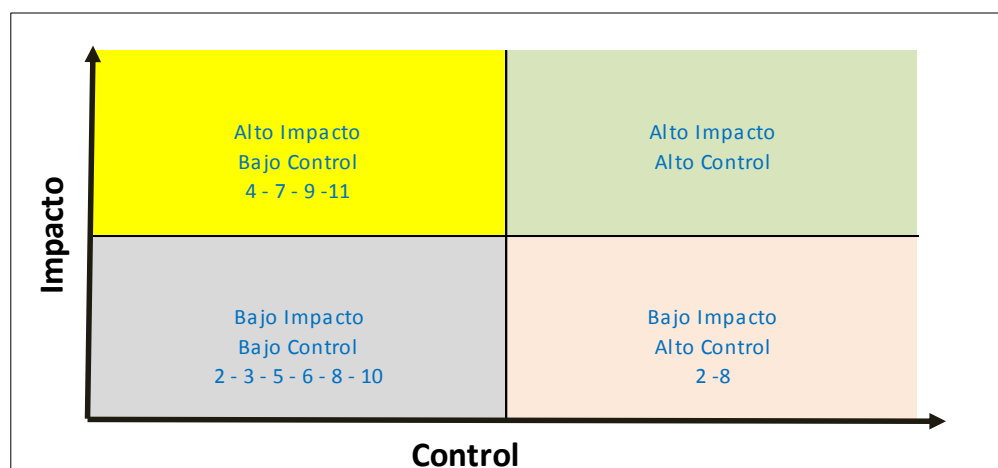 Alto Impacto
Bajo Control
4 - 7 - 9 -11
Alto Impacto
Alto Control
Impacto
Bajo Impacto
Bajo Control
2 - 3 - 5 - 6 - 8 - 10
Bajo Impacto
Alto Control
2 -8
Control